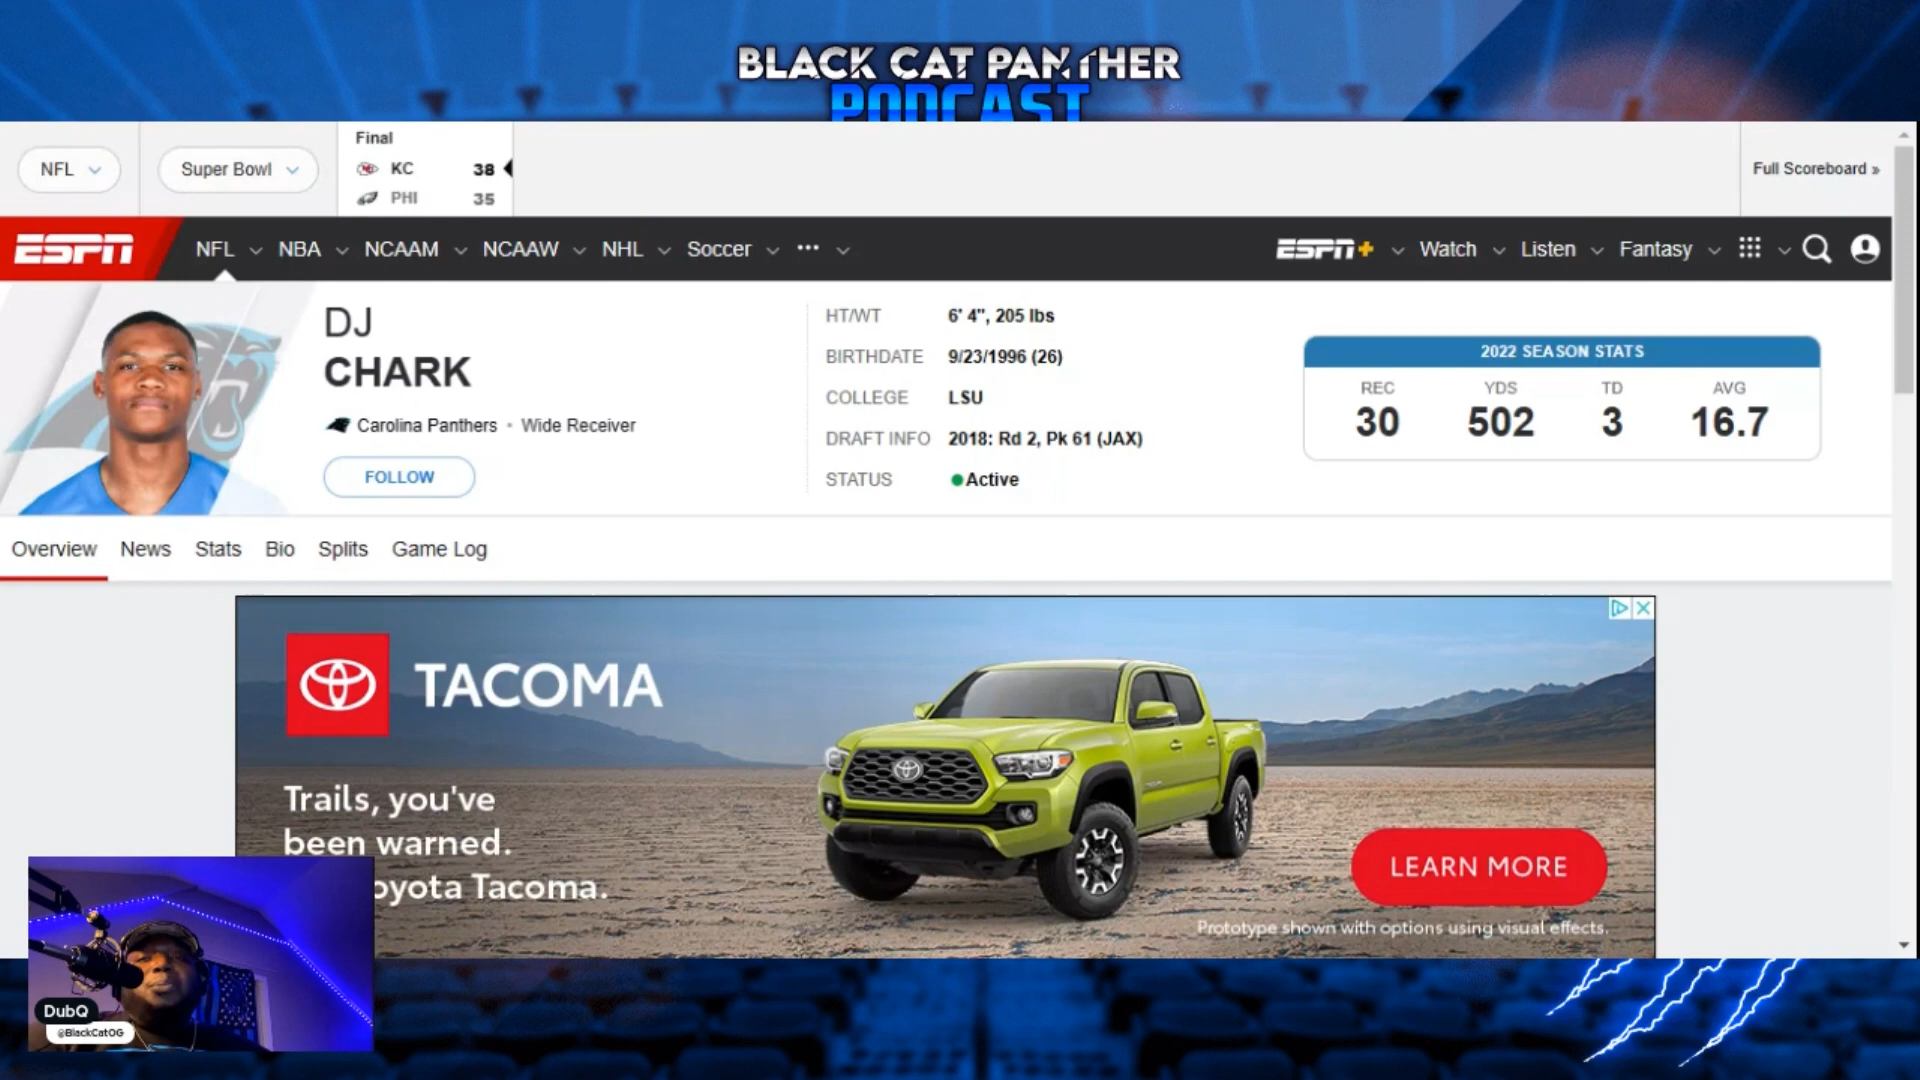 BLACK CAT PANTHER
PODCAST
NFL
Super Bowl
Final
KC 38
PHI 35
Full Scoreboard »
ESPN
NFL NBA NCAAM NCAAW NHL Soccer ••• ESPN+ Watch Listen Fantasy
DJ
CHARK
Carolina Panthers • Wide Receiver
FOLLOW
HT/WT 6' 4", 205 lbs
BIRTHDATE 9/23/1996 (26)
COLLEGE LSU
DRAFT INFO 2018: Rd 2, Pk 61 (JAX)
STATUS Active
2022 SEASON STATS
REC YDS TD AVG
30 502 3 16.7
Overview News Stats Bio Splits Game Log
TACOMA
Trails, you've
been warned.
oyota Tacoma.
LEARN MORE
Prototype shown with options using visual effects.
DubQ
@BlackCatOG